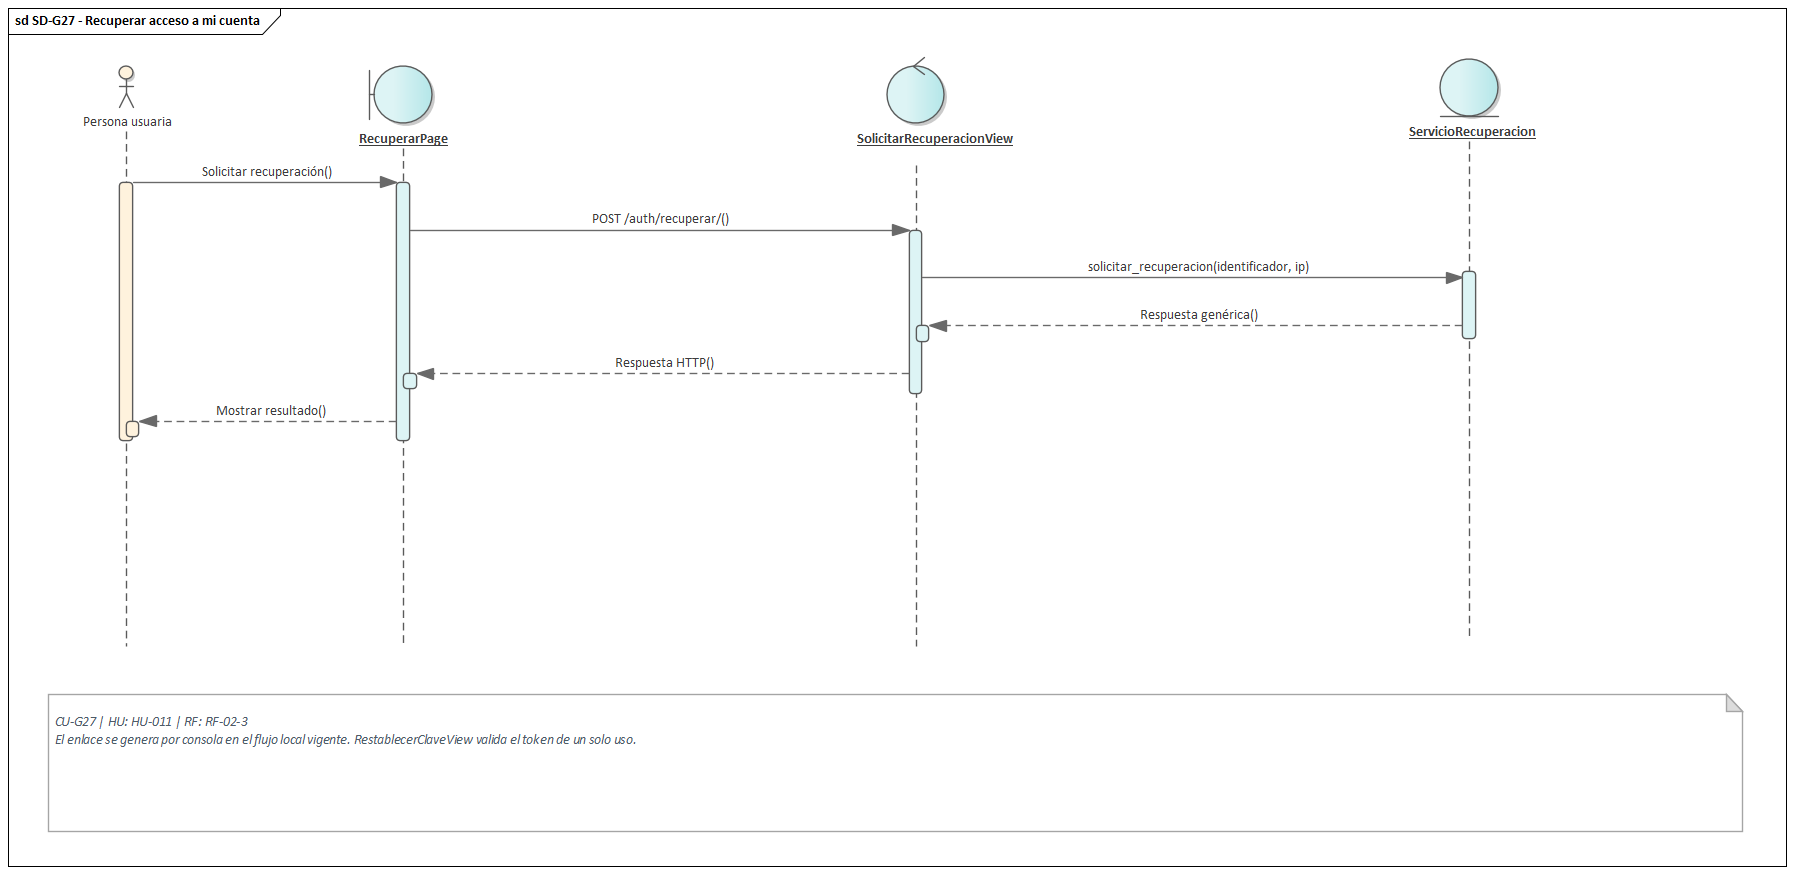 sd SD-G27 - Recuperar acceso a mi cuenta
Persona usuaria
RecuperarPage
SolicitarRecuperacionView
ServicioRecuperacion
Solicitar recuperación()
POST /auth/recuperar/()
solicitar_recuperacion(identificador, ip)
Respuesta genérica()
Respuesta HTTP()
Mostrar resultado()
CU-G27 | HU: HU-011 | RF: RF-02-3
El enlace se genera por consola en el flujo local vigente. RestablecerClaveView valida el token de un solo uso.